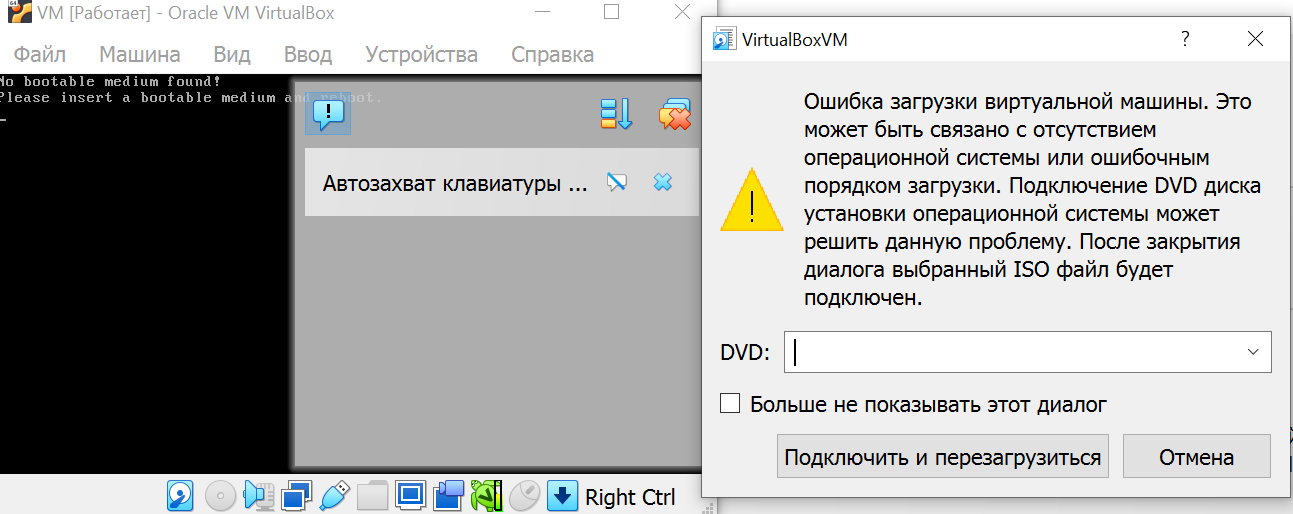 VM [Работает] - Oracle VM VirtualBox
Файл Машина Вид Ввод Устройства Справка
No bootable medium found!
Please insert a bootable medium and reboot.
Автозахват клавиатуры ...
Right Ctrl
VirtualBoxVM
Ошибка загрузки виртуальной машины. Это
может быть связано с отсутствием
операционной системы или ошибочным
порядком загрузки. Подключение DVD диска
установки операционной системы может
решить данную проблему. После закрытия
диалога выбранный ISO файл будет
подключен.
DVD:
Больше не показывать этот диалог
Подключить и перезагрузиться
Отмена